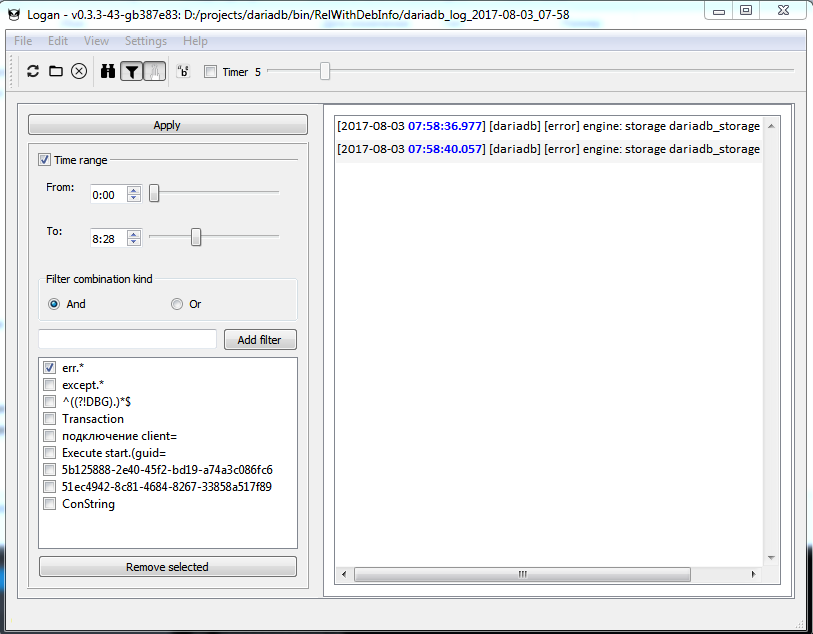 Logan - v0.3.3-43-gb387e83: D:/projects/dariadb/bin/RelWithDebInfo/dariadb_log_2017-08-03_07-58
File Edit View Settings Help
"b" Timer 5
Apply
Time range
From: 0:00
To: 8:28
Filter combination kind
And Or
Add filter
err.*
except.*
^((?!DBG).)*$
Transaction
подключение client=
Execute start.(guid=
5b125888-2e40-45f2-bd19-a74a3c086fc6
51ec4942-8c81-4684-8267-33858a517f89
ConString
Remove selected
[2017-08-03 07:58:36.977] [dariadb] [error] engine: storage dariadb_storage
[2017-08-03 07:58:40.057] [dariadb] [error] engine: storage dariadb_storage